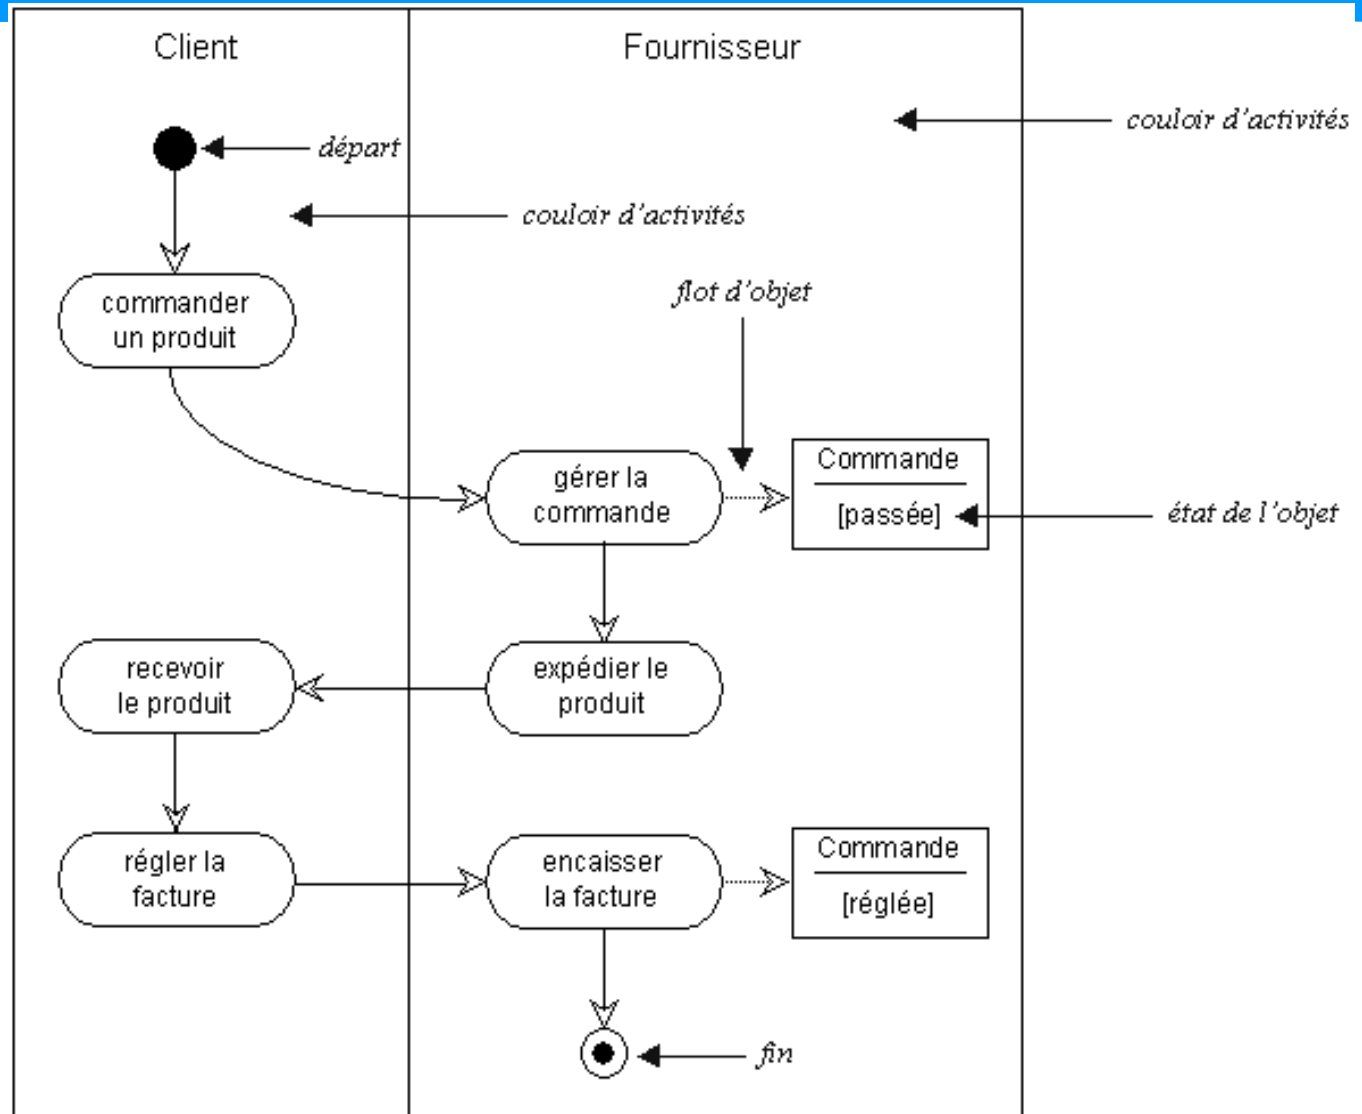 Client
Fournisseur
couloir d'activités
départ
couloir d'activités
commander
un produit
flot d'objet
gérer la
commande
Commande
[passée]
état de l'objet
recevoir
le produit
expédier le
produit
régler la
facture
encaisser
la facture
Commande
[réglée]
fin